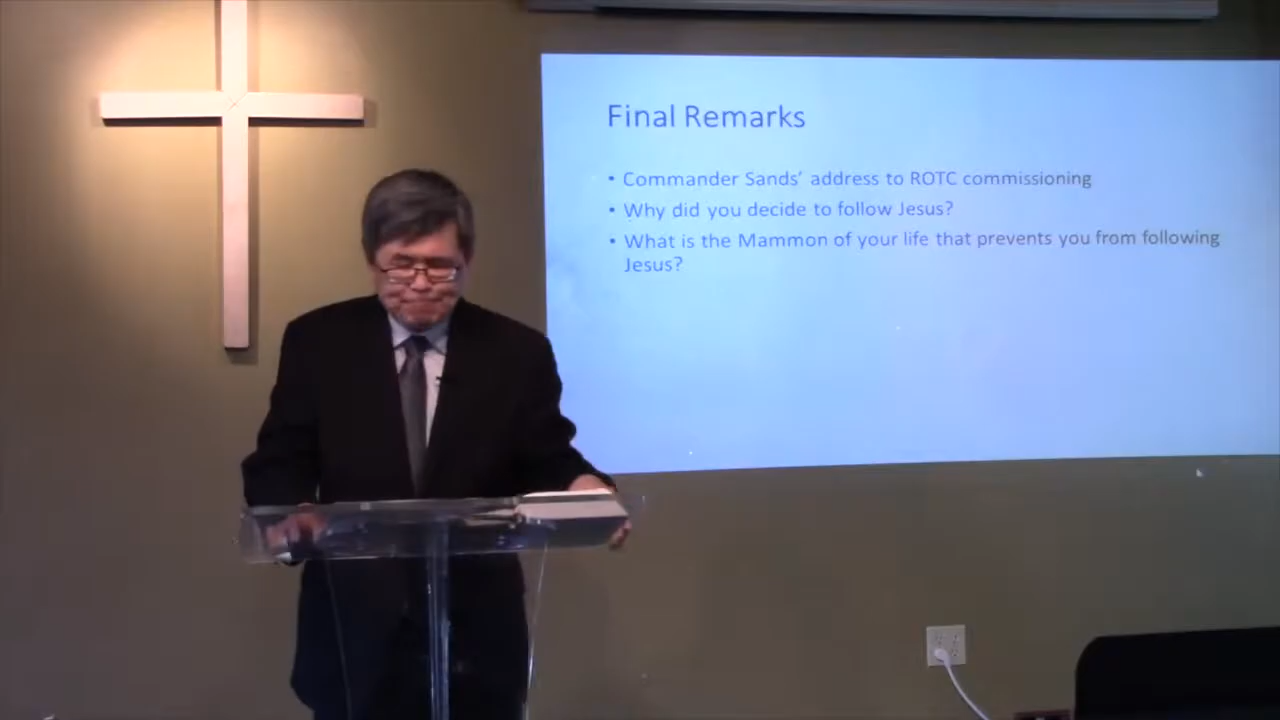 Final Remarks
• Commander Sands' address to ROTC commissioning
• Why did you decide to follow Jesus?
• What is the Mammon of your life that prevents you from following
Jesus?